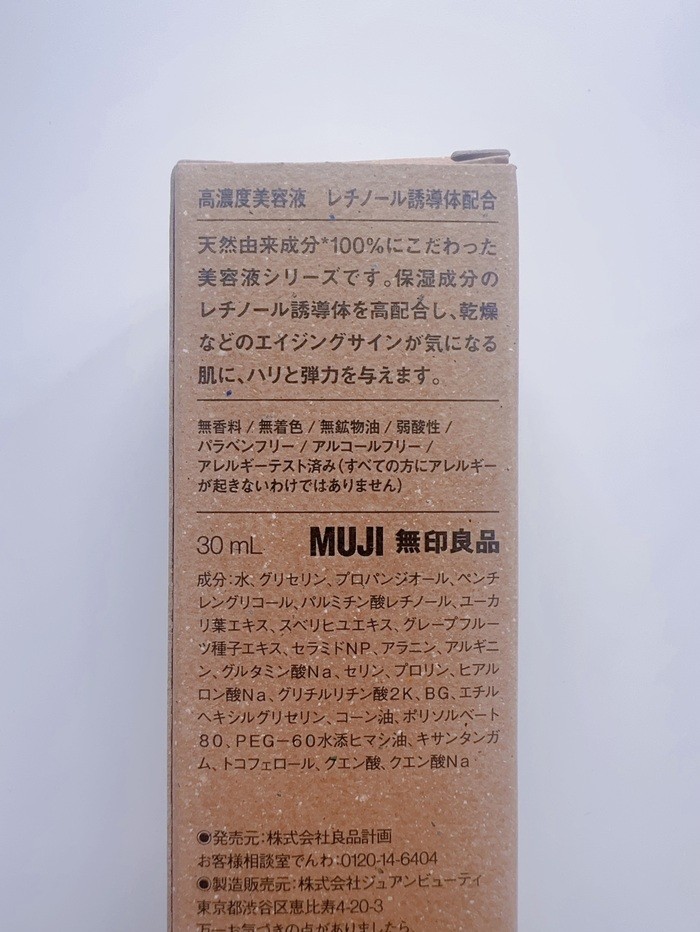 高濃度美容液　レチノール誘導体配合
天然由来成分*100%にこだわった
美容液シリーズです。保湿成分の
レチノール誘導体を高配合し、乾燥
などのエイジングサインが気になる
肌に、ハリと弾力を与えます。
無香料 / 無着色 / 無鉱物油 / 弱酸性 /
パラベンフリー / アルコールフリー /
アレルギーテスト済み(すべての方にアレルギー
が起きないわけではありません)
30 mL MUJI 無印良品
成分:水、グリセリン、プロパンジオール、ペンチ
レングリコール、パルミチン酸レチノール、ユーカ
リ葉エキス、スベリヒユエキス、グレープフルー
ツ種子エキス、セラミドNP、アラニン、アルギニ
ン、グルタミン酸Na、セリン、プロリン、ヒアル
ロン酸Na、グリチルリチン酸2K、BG、エチル
ヘキシルグリセリン、コーン油、ポリソルベート
80、PEG-60水添ヒマシ油、キサンタンガ
ム、トコフェロール、クエン酸、クエン酸Na
◉発売元:株式会社良品計画
お客様相談室でんわ:0120-14-6404
◉製造販売元:株式会社ジュアンビューティ
東京都渋谷区恵比寿4-20-3
万一お気づきの点がありましたら、